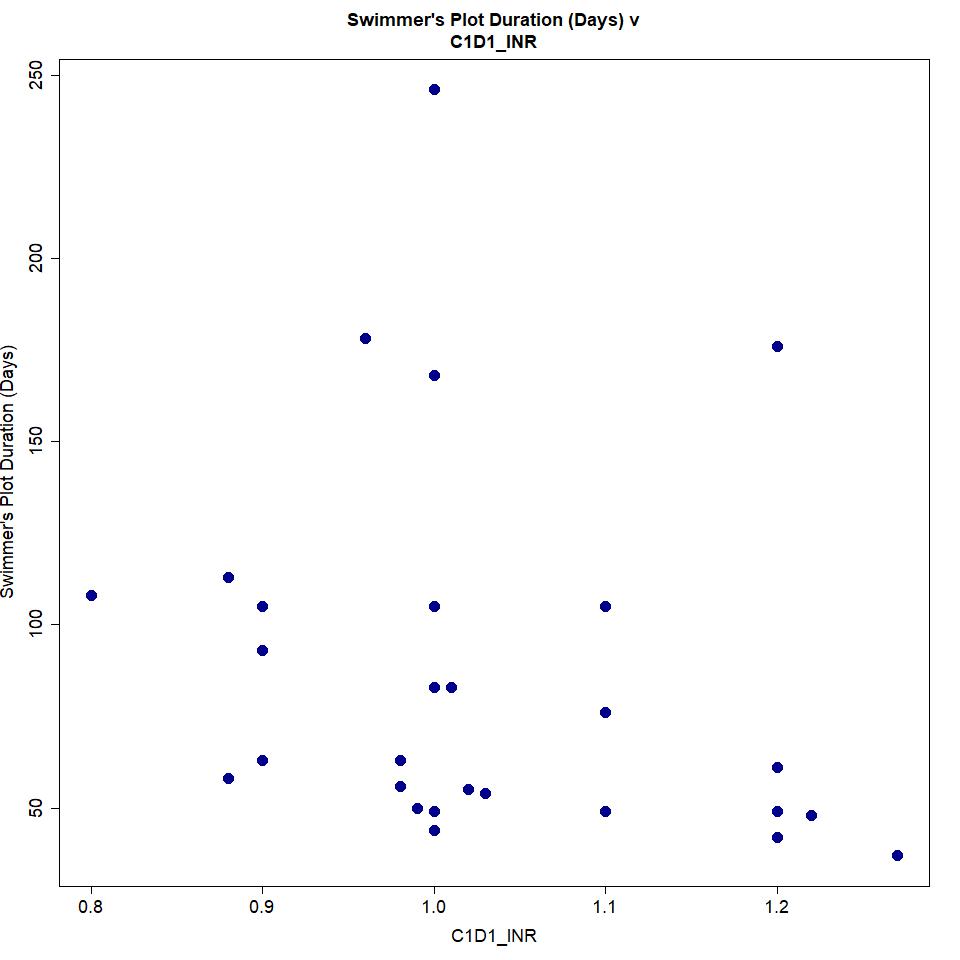 Swimmer's Plot Duration (Days) v
C1D1_INR
Swimmer's Plot Duration (Days)
250
200
150
100
50
0.8
0.9
1.0
1.1
1.2
C1D1_INR